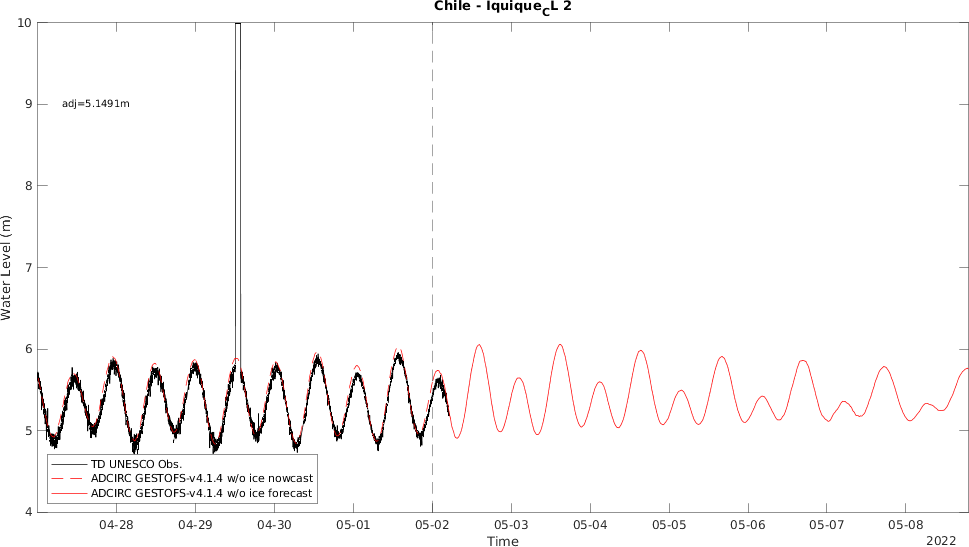 Chile - Iquique_CL 2
10
9
8
7
6
5
4
Water Level (m)
adj=5.1491m
TD UNESCO Obs.
ADCIRC GESTOFS-v4.1.4 w/o ice nowcast
ADCIRC GESTOFS-v4.1.4 w/o ice forecast
04-28 04-29 04-30 05-01 05-02 05-03 05-04 05-05 05-06 05-07 05-08
Time
2022